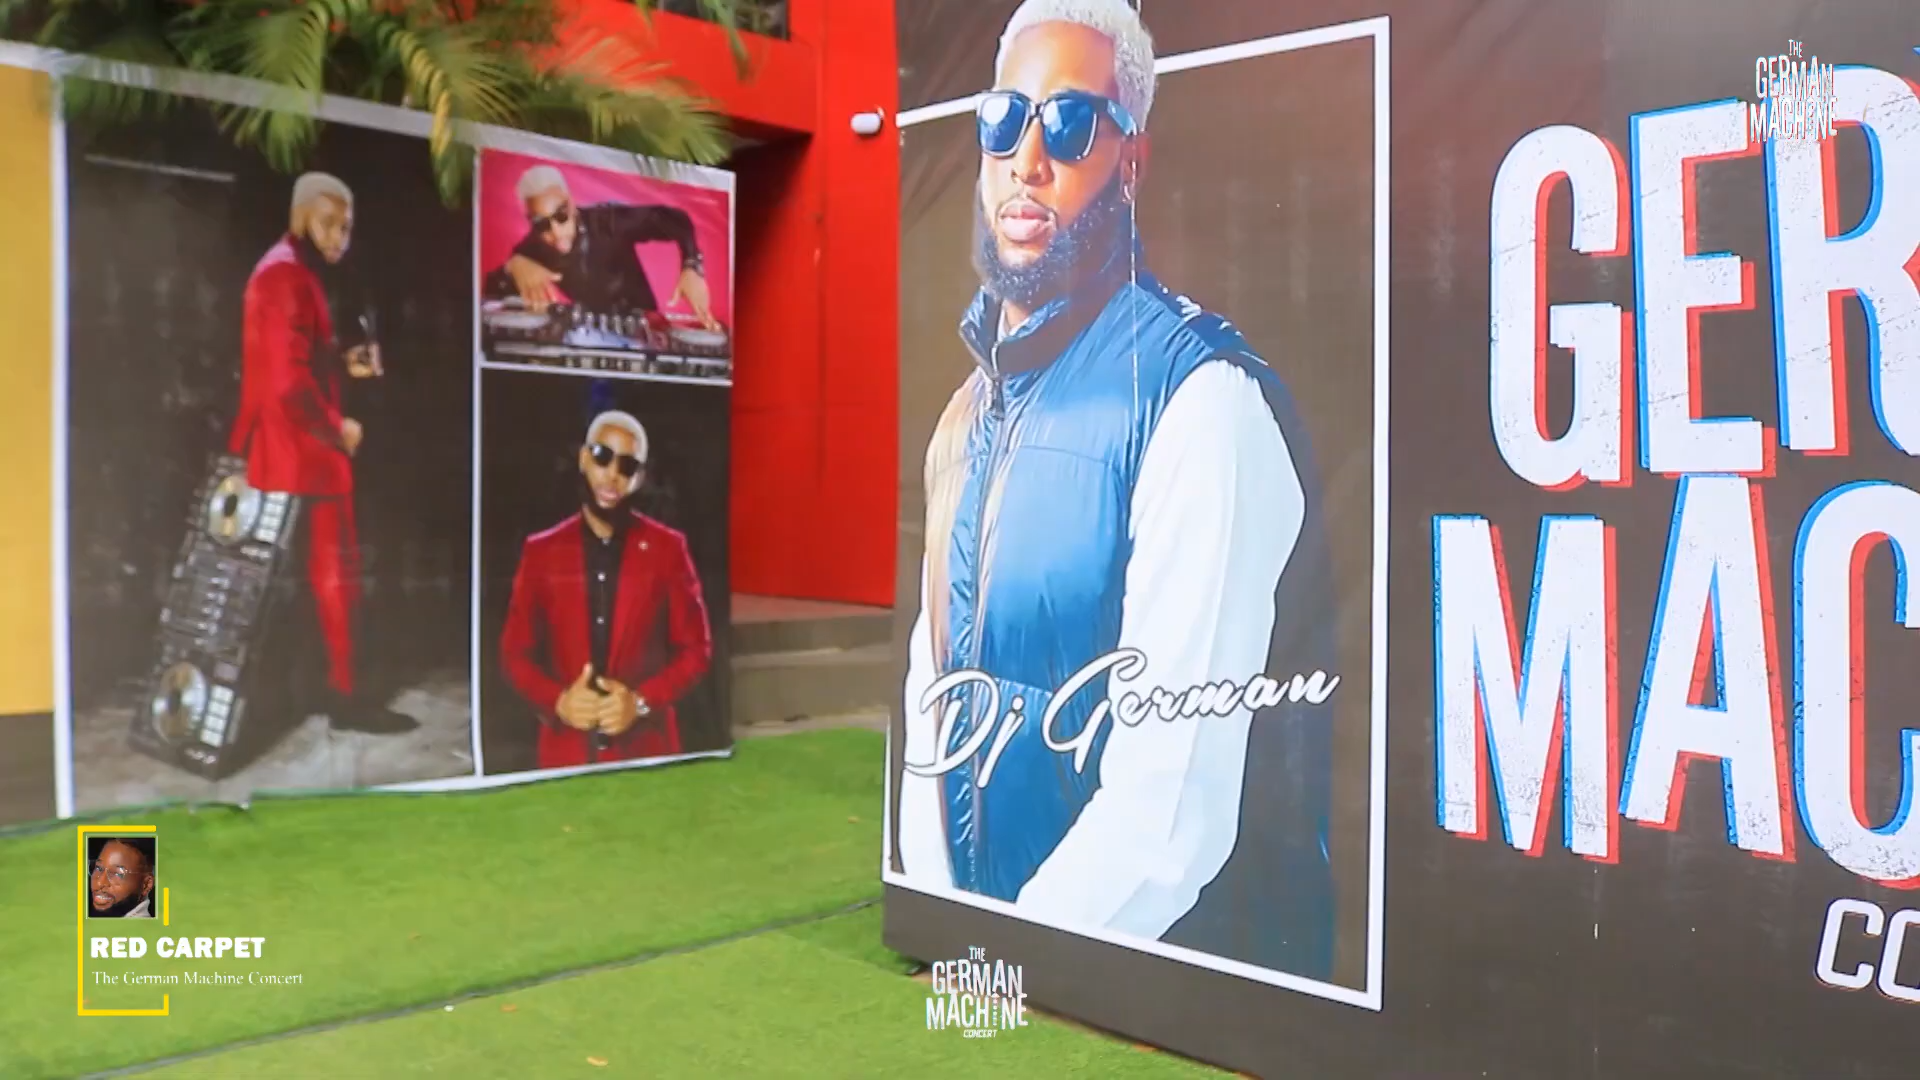 THE
GERMAN
MACHINE
GER
MAC
CO
Dj German
RED CARPET
The German Machine Concert
THE
GERMAN
MACHINE
CONCERT